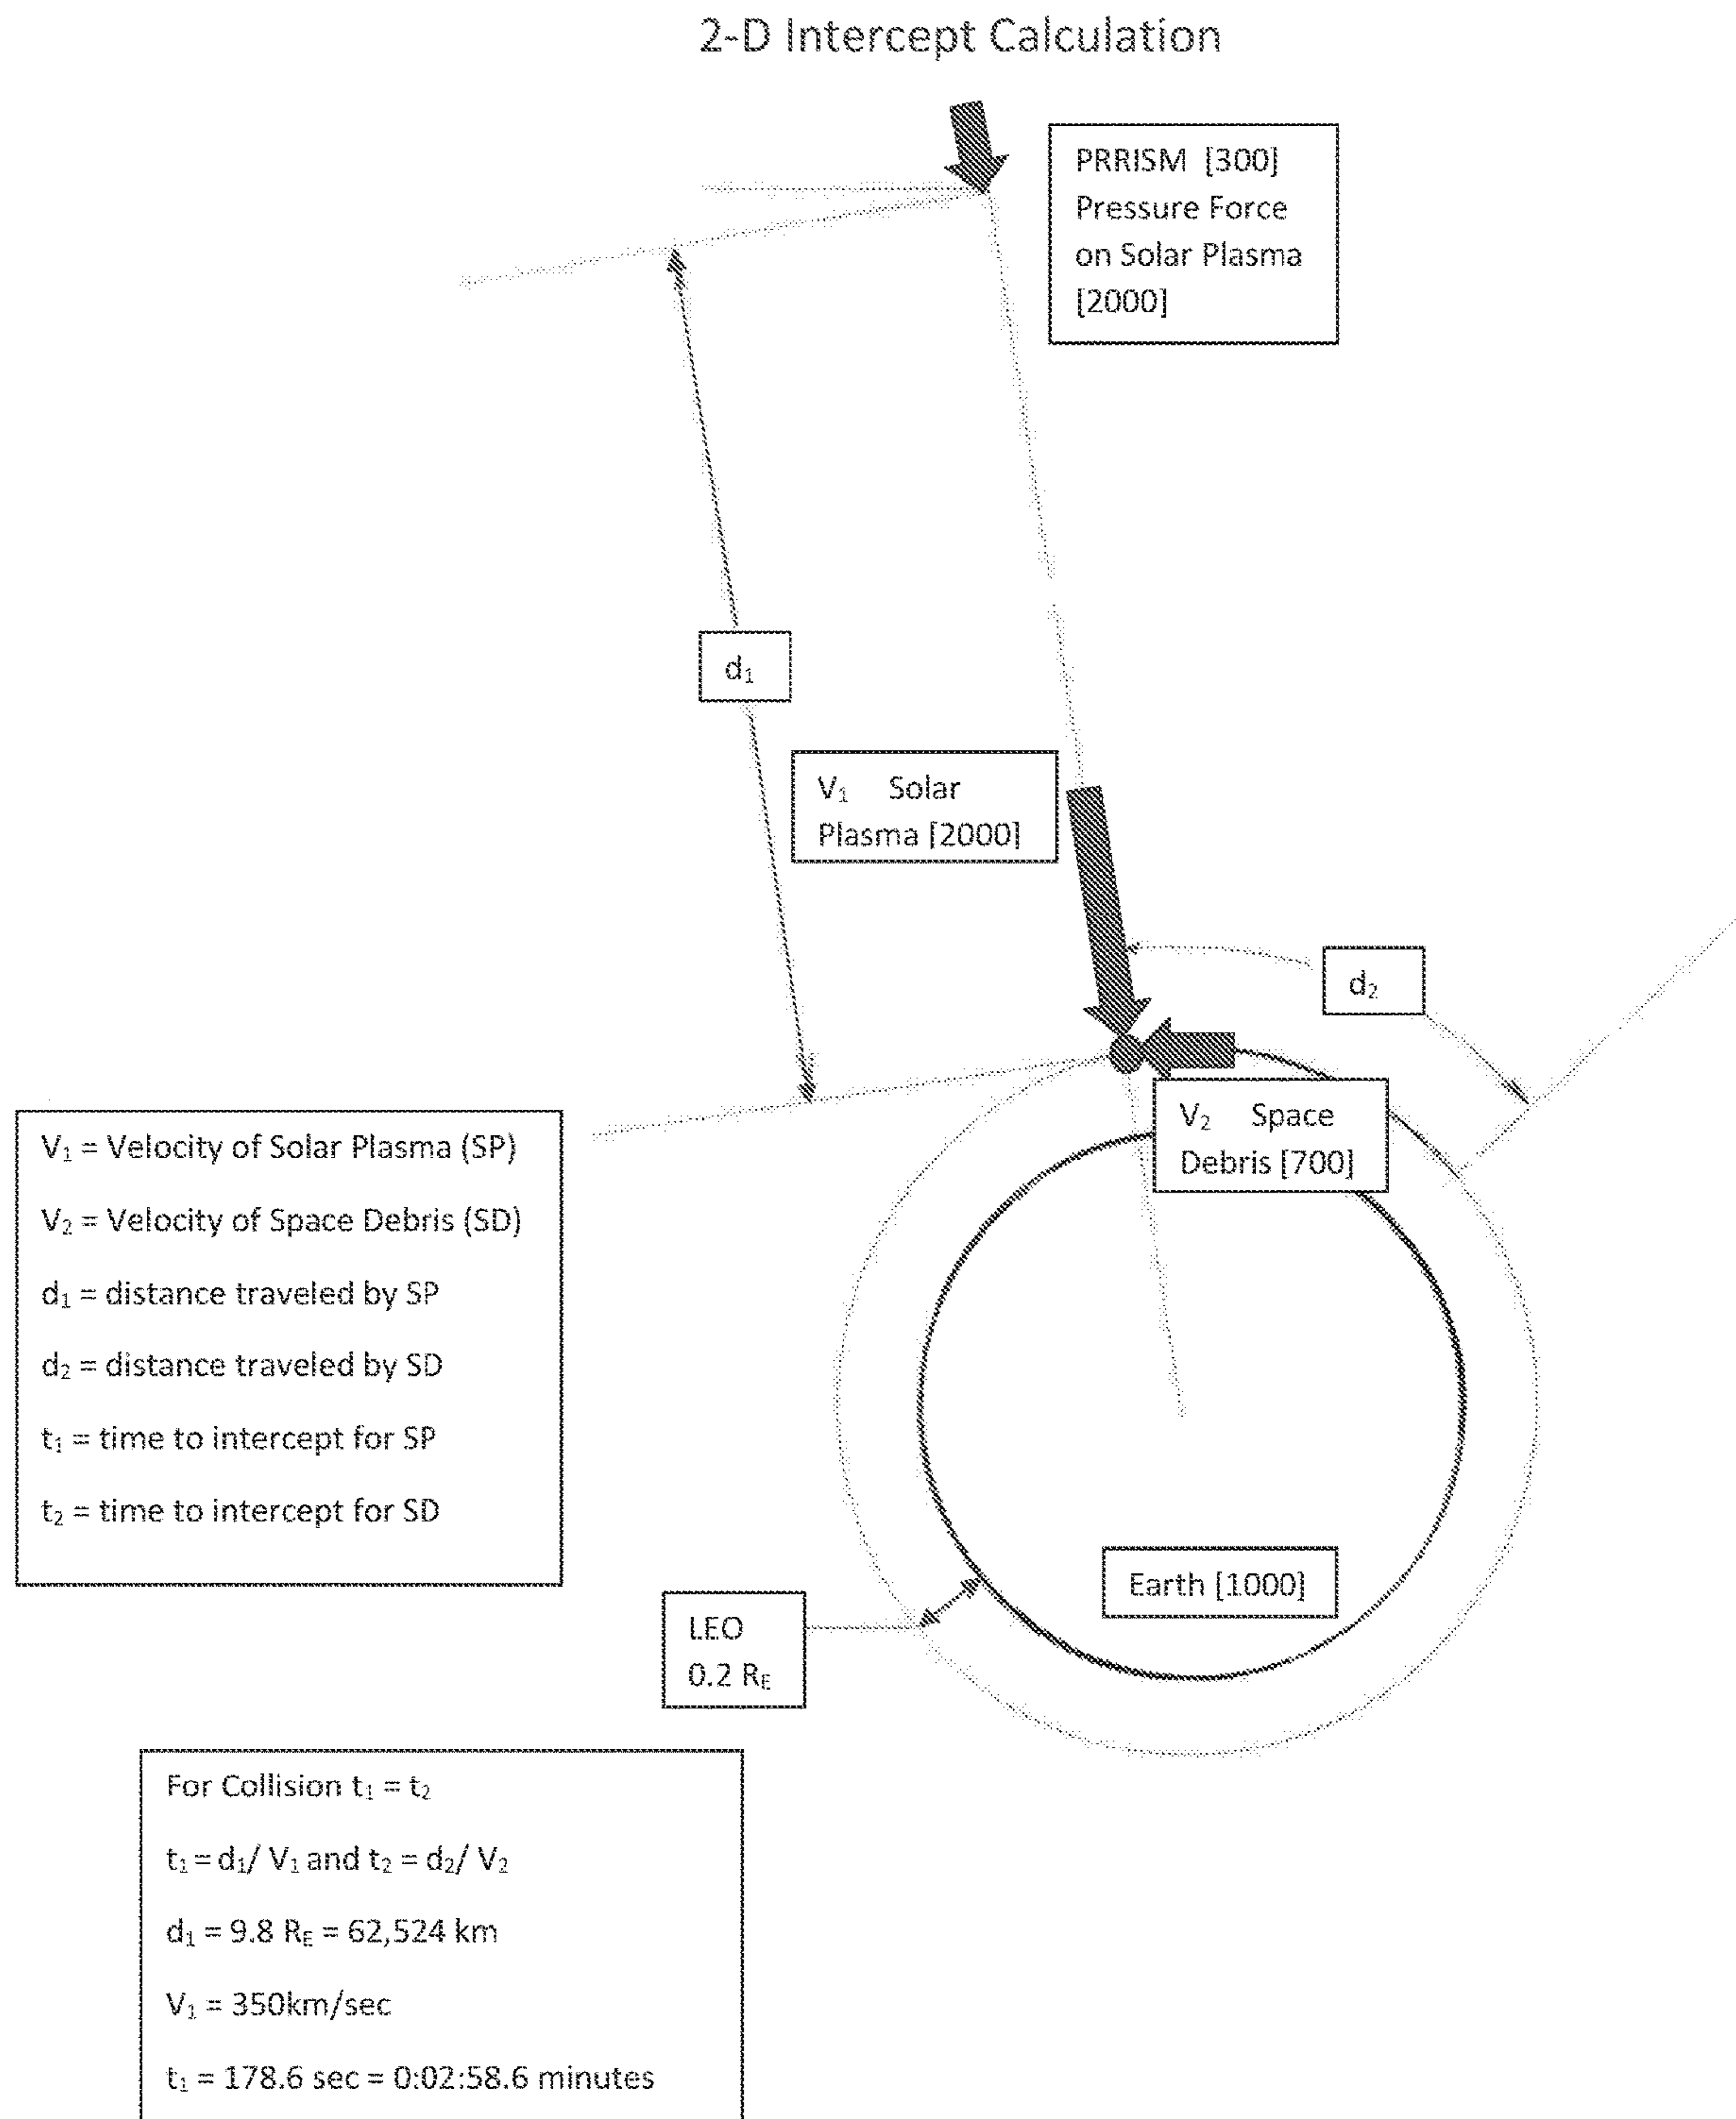 2-D Intercept Calculation
PRRISM [300]
Pressure Force
on Solar Plasma
[2000]
d₁
V₁ Solar
Plasma [2000]
d₂
V₂ Space
Debris [700]
V₁ = Velocity of Solar Plasma (SP)
V₂ = Velocity of Space Debris (SD)
d₁ = distance traveled by SP
d₂ = distance traveled by SD
t₁ = time to intercept for SP
t₂ = time to intercept for SD
Earth [1000]
LEO
0.2 R_E
For Collision t₁ = t₂
t₁ = d₁/ V₁ and t₂ = d₂/ V₂
d₁ = 9.8 R_E = 62,524 km
V₁ = 350km/sec
t₁ = 178.6 sec = 0:02:58.6 minutes